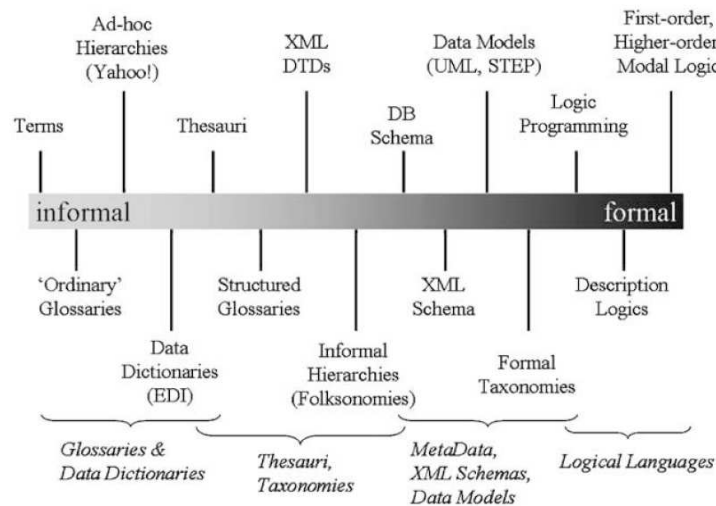 Ad-hoc
Hierarchies
(Yahoo!)
XML
DTDs
Data Models
(UML, STEP)
First-order,
Higher-order
Modal Logic
Terms
Thesauri
DB
Schema
Logic
Programming
informal
formal
‘Ordinary’
Glossaries
Structured
Glossaries
XML
Schema
Description
Logics
Data
Dictionaries
(EDI)
Informal
Hierarchies
(Folksonomies)
Formal
Taxonomies
Glossaries &
Data Dictionaries
Thesauri,
Taxonomies
MetaData,
XML Schemas,
Data Models
Logical Languages